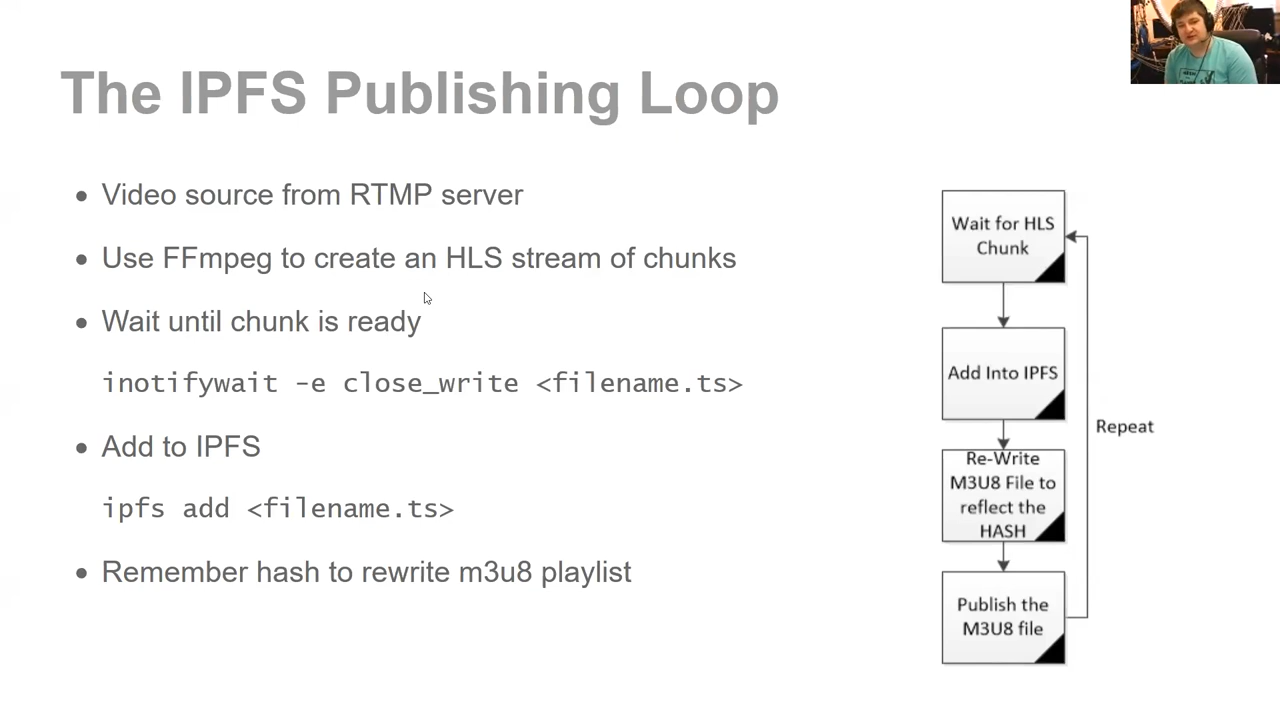 The IPFS Publishing Loop
• Video source from RTMP server
• Use FFmpeg to create an HLS stream of chunks
• Wait until chunk is ready
inotifywait -e close_write <filename.ts>
• Add to IPFS
ipfs add <filename.ts>
• Remember hash to rewrite m3u8 playlist
Wait for HLS
Chunk
Add Into IPFS
Re-Write
M3U8 File to
reflect the
HASH
Publish the
M3U8 file
Repeat